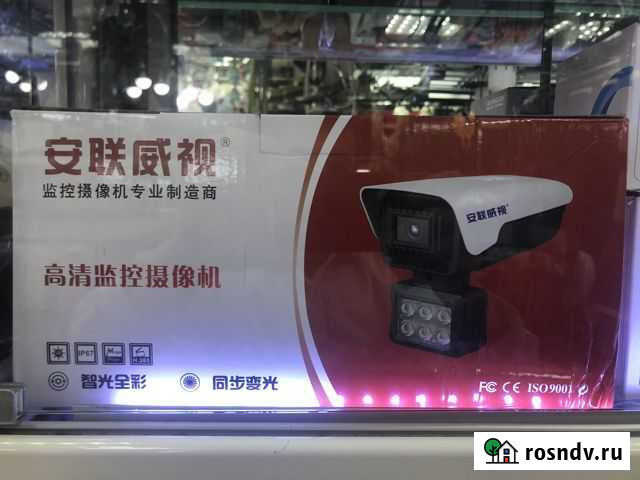 安联威视®
监控摄像机专业制造商
安联威视
高清监控摄像机
IP67 H.264
智光全彩 同步变光
FC CE ISO9001
rosndv.ru